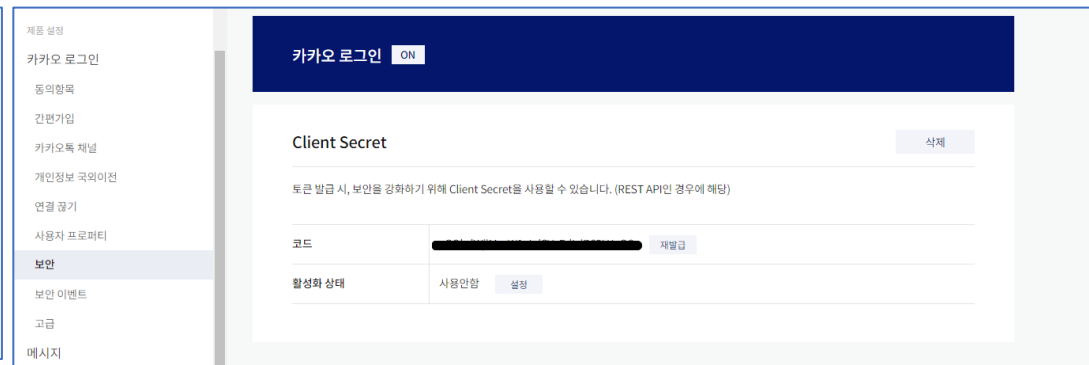 제품 설정
카카오 로그인
동의항목
간편가입
카카오톡 채널
개인정보 국외이전
연결 끊기
사용자 프로퍼티
보안
보안 이벤트
고급
메시지
카카오 로그인 ON
Client Secret 삭제
토큰 발급 시, 보안을 강화하기 위해 Client Secret을 사용할 수 있습니다. (REST API인 경우에 해당)
코드 재발급
활성화 상태 사용안함 설정